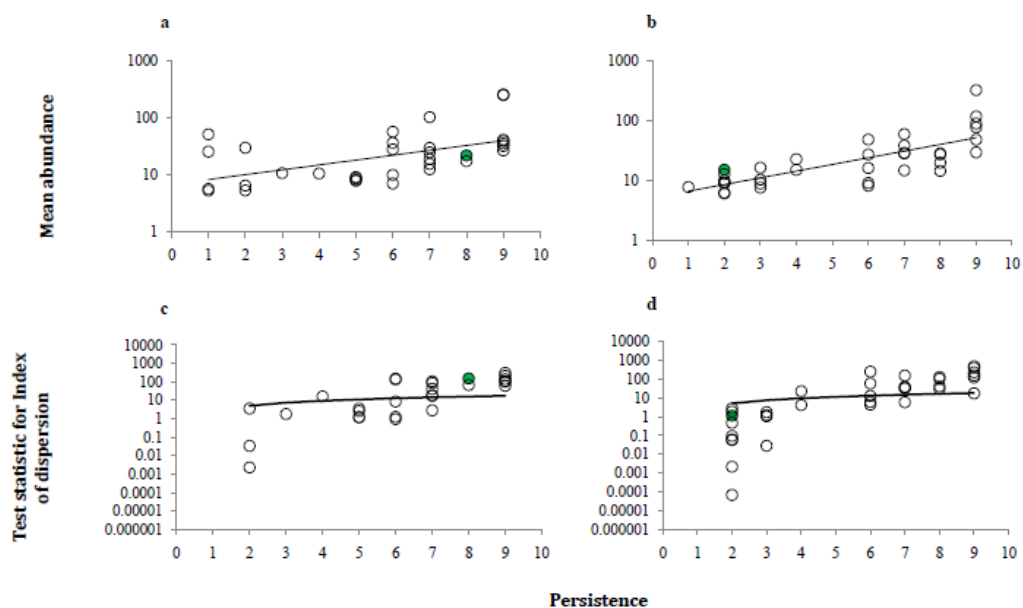 a
b
Mean abundance
1000
100
10
1
0 1 2 3 4 5 6 7 8 9 10
1000
100
10
1
0 1 2 3 4 5 6 7 8 9 10
c
d
Test statistic for Index
of dispersion
10000
1000
100
10
1
0.1
0.01
0.001
0.0001
0.00001
0.000001
0 1 2 3 4 5 6 7 8 9 10
10000
1000
100
10
1
0.1
0.01
0.001
0.0001
0.00001
0.000001
0 1 2 3 4 5 6 7 8 9 10
Persistence